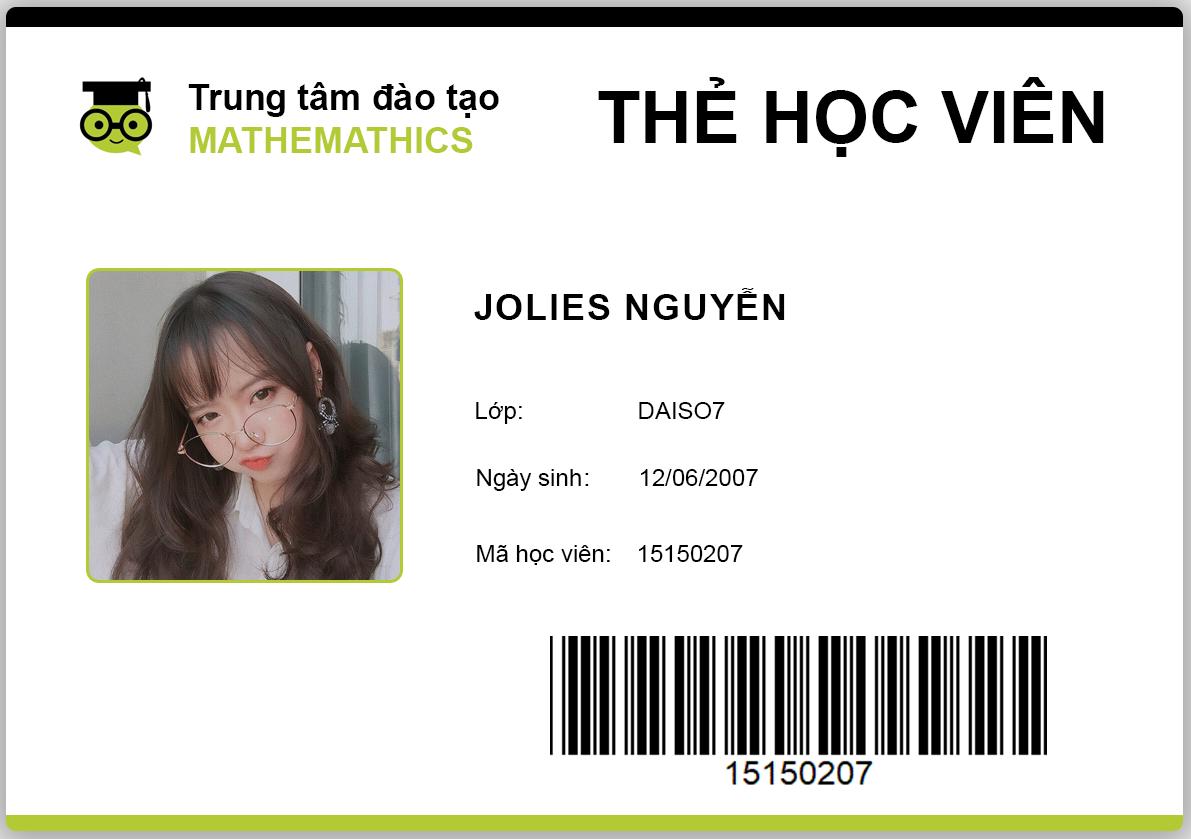 Trung tâm đào tạo
MATHEMATHICS
THẺ HỌC VIÊN
JOLIES NGUYỄN
Lớp: DAISO7
Ngày sinh: 12/06/2007
Mã học viên: 15150207
15150207